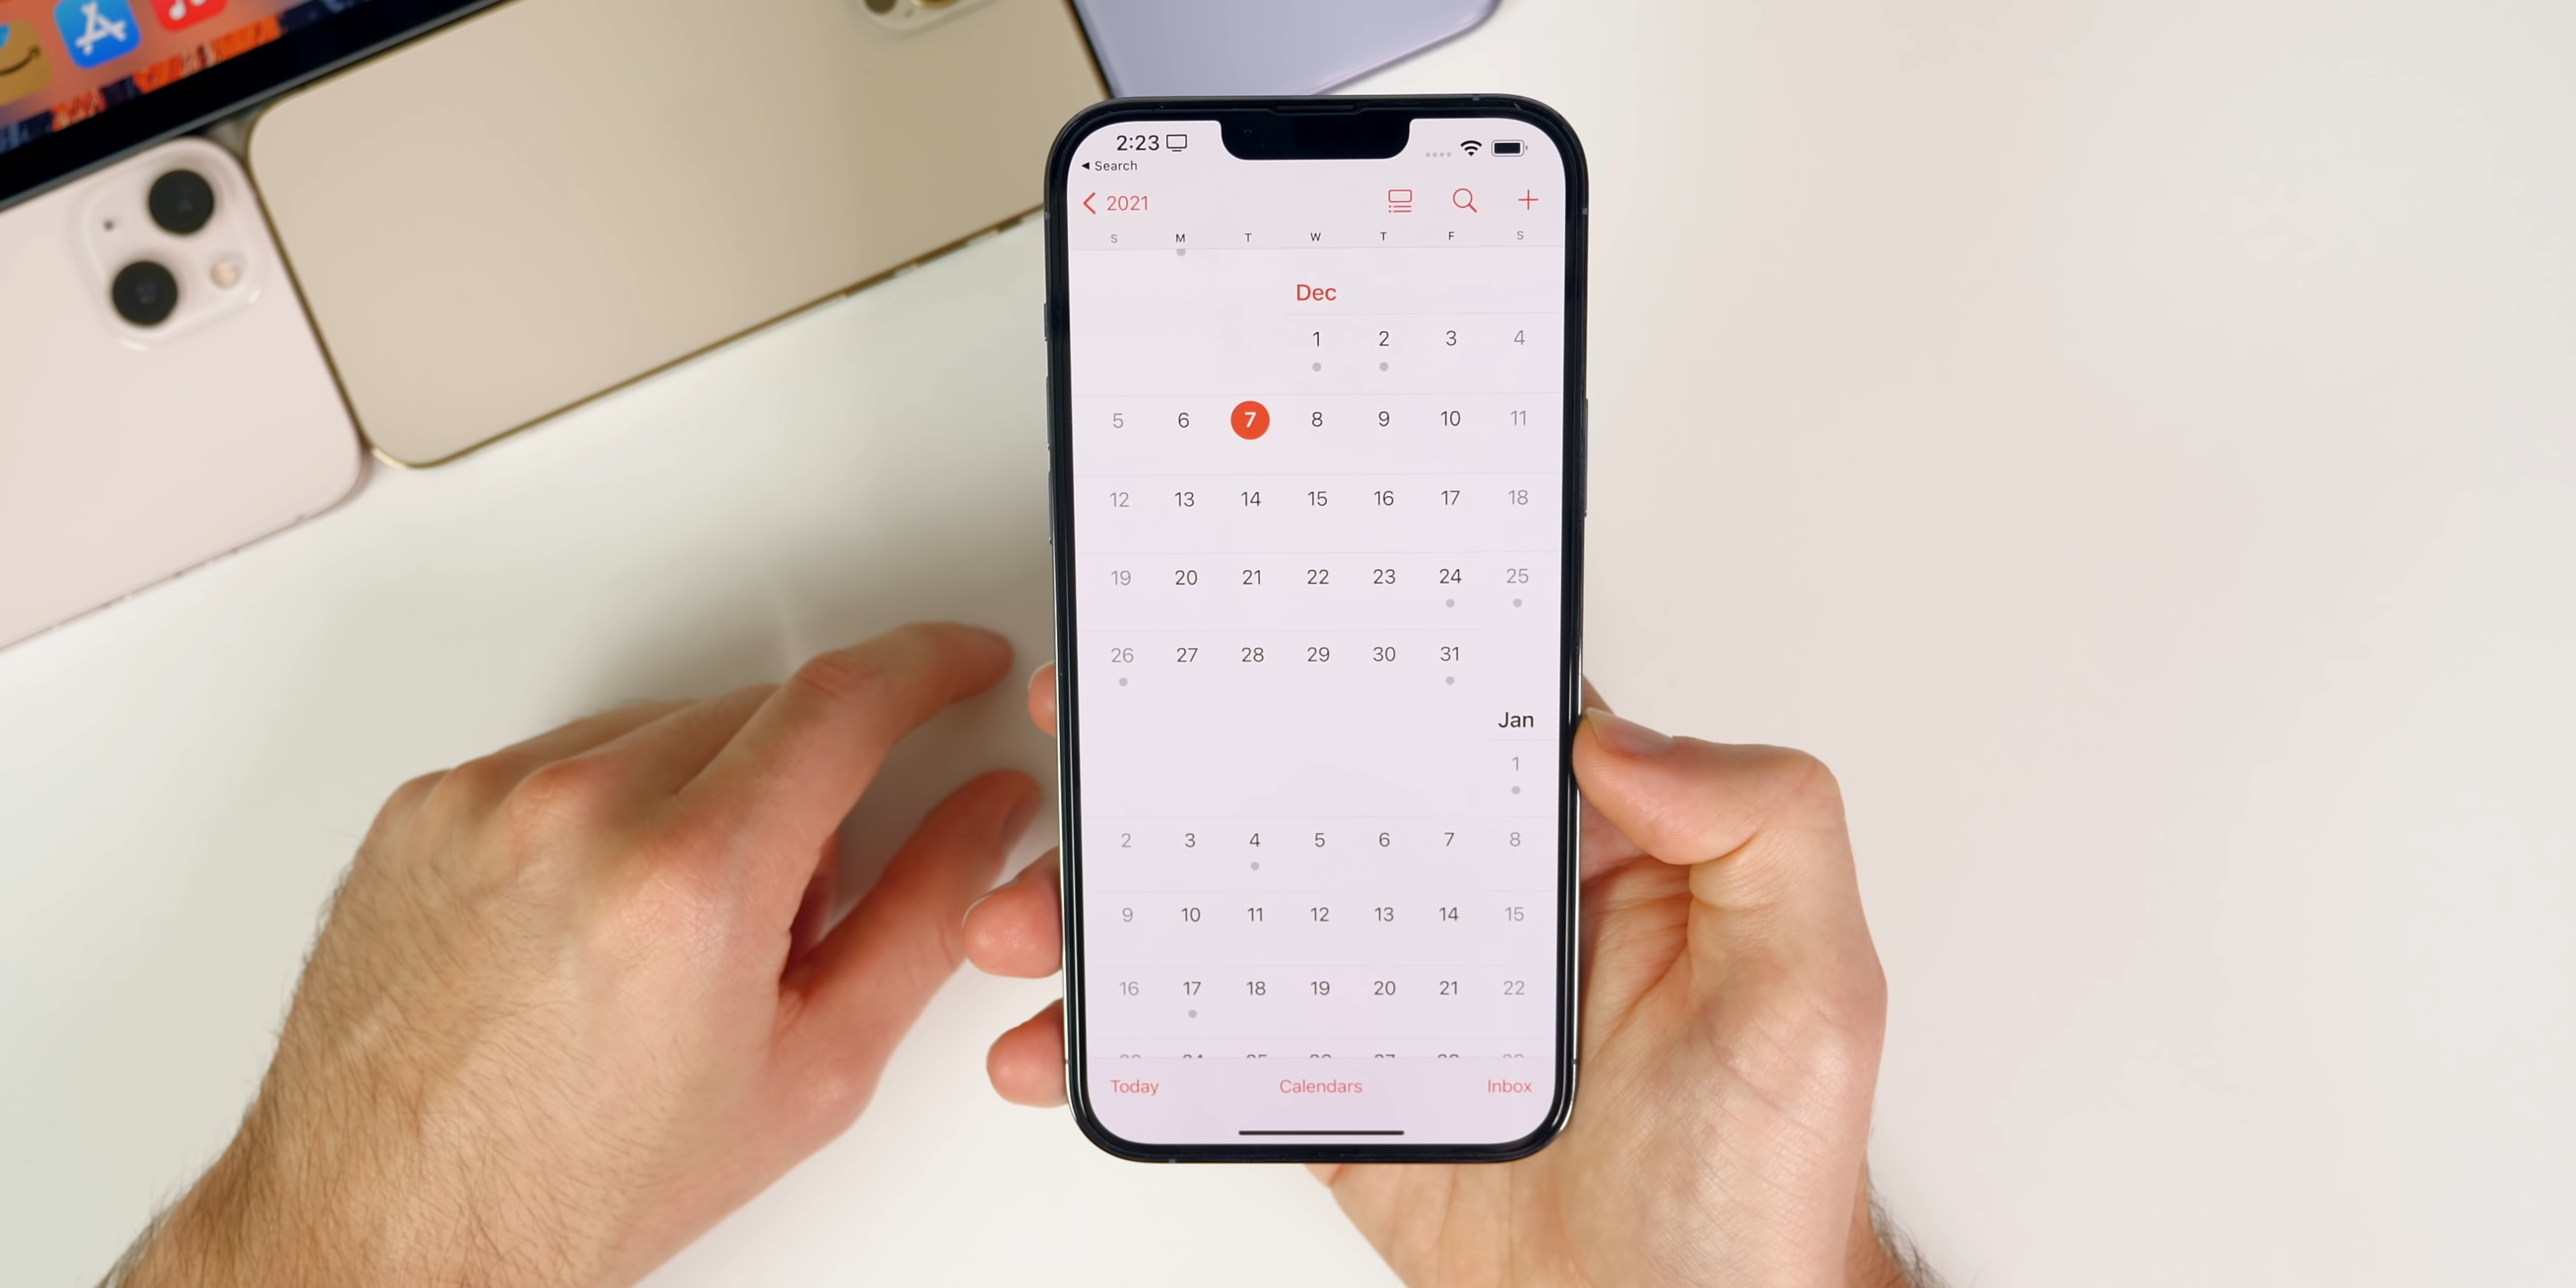 2:23
◀ Search
2021
S M T W T F S
Dec
1 2 3 4
5 6 7 8 9 10 11
12 13 14 15 16 17 18
19 20 21 22 23 24 25
26 27 28 29 30 31
Jan
1
2 3 4 5 6 7 8
9 10 11 12 13 14 15
16 17 18 19 20 21 22
Today Calendars Inbox